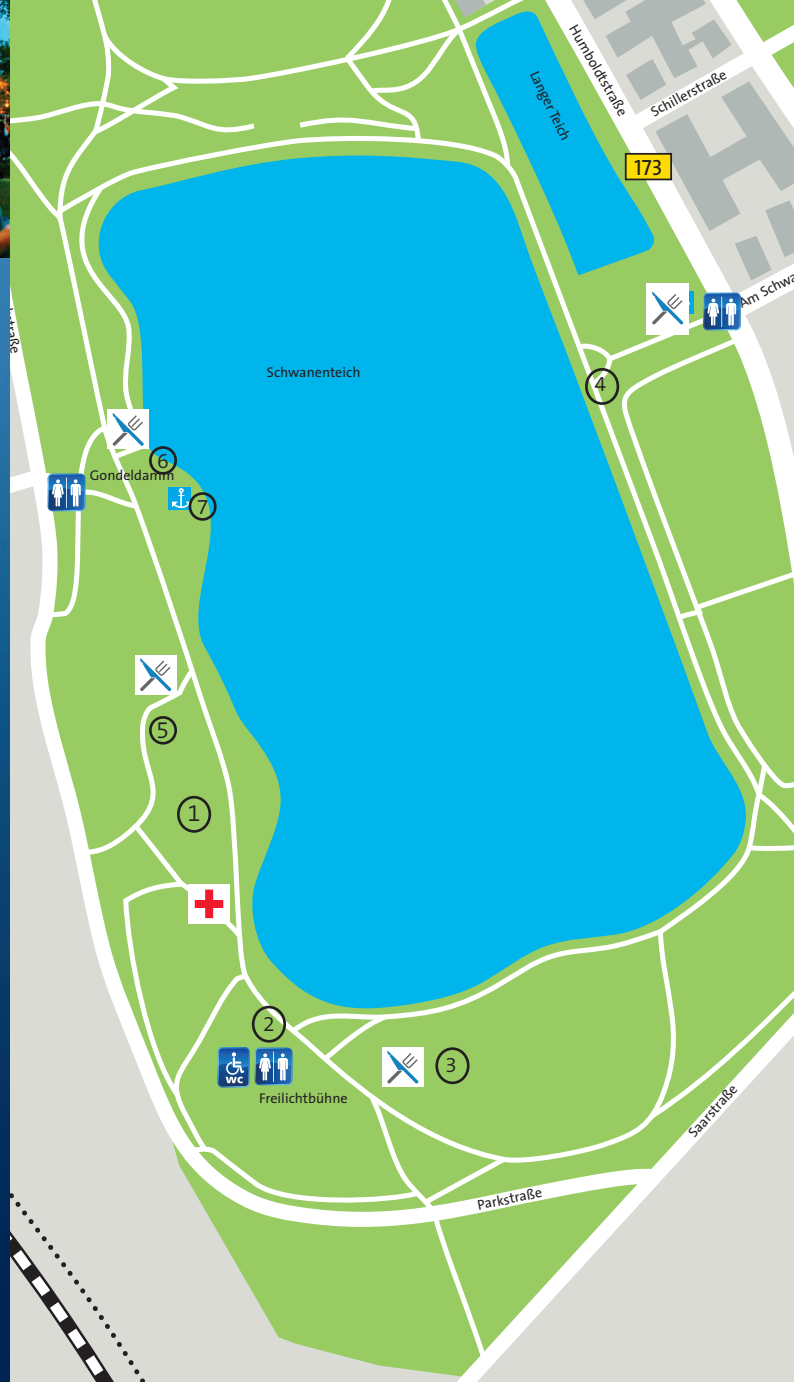 Humboldtstraße
Schillerstraße
Langer Teich
173
Am Schwa
Schwanenteich
4
6
Gondeldamm
7
5
1
2
3
WC
Freilichtbühne
Saarstraße
Parkstraße